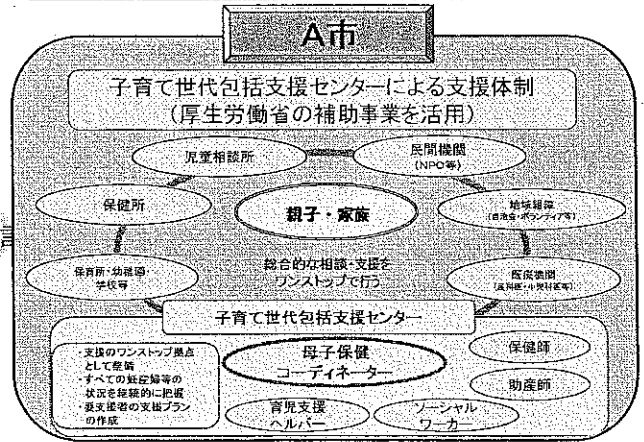 A市
子育て世代包括支援センターによる支援体制
(厚生労働省の補助事業を活用)
児童相談所
民間機関
(NPO等)
保健所
親子・家族
地域組織
(自治会・ボランティア等)
保育所・幼稚園
学校等
総合的な相談・支援を
ワンストップで行う
医療機関
(産科医・小児科医等)
子育て世代包括支援センター
・支援のワンストップ拠点
として整備
・すべての妊産婦等の
状況を継続的に把握
・要支援者の支援プラン
の作成
母子保健
コーディネーター
保健師
助産師
育児支援
ヘルパー
ソーシャル
ワーカー